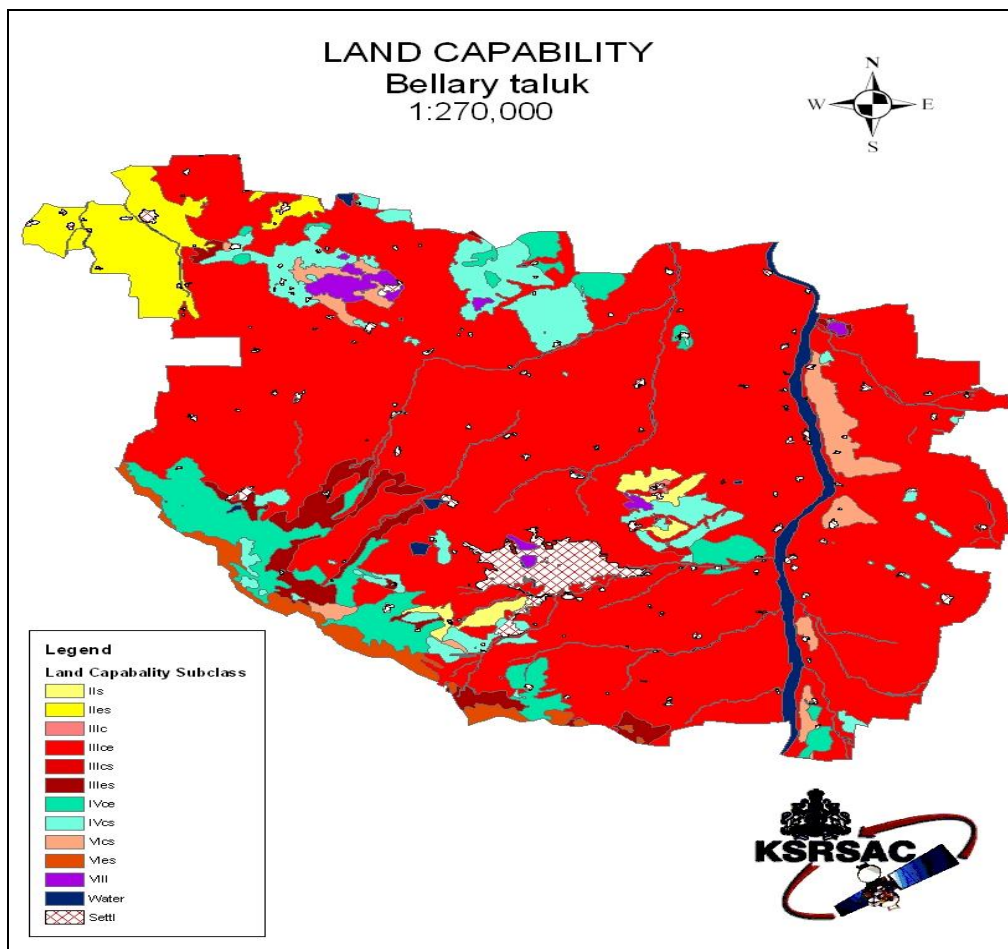 LAND CAPABILITY
Bellary taluk
1:270,000
N
W E
S
Legend
Land Capabality Subclass
IIs
IIes
IIIc
IIIce
IIIcs
IIIes
IVce
IVcs
VIcs
VIes
VIII
Water
Settl
KSRSAC